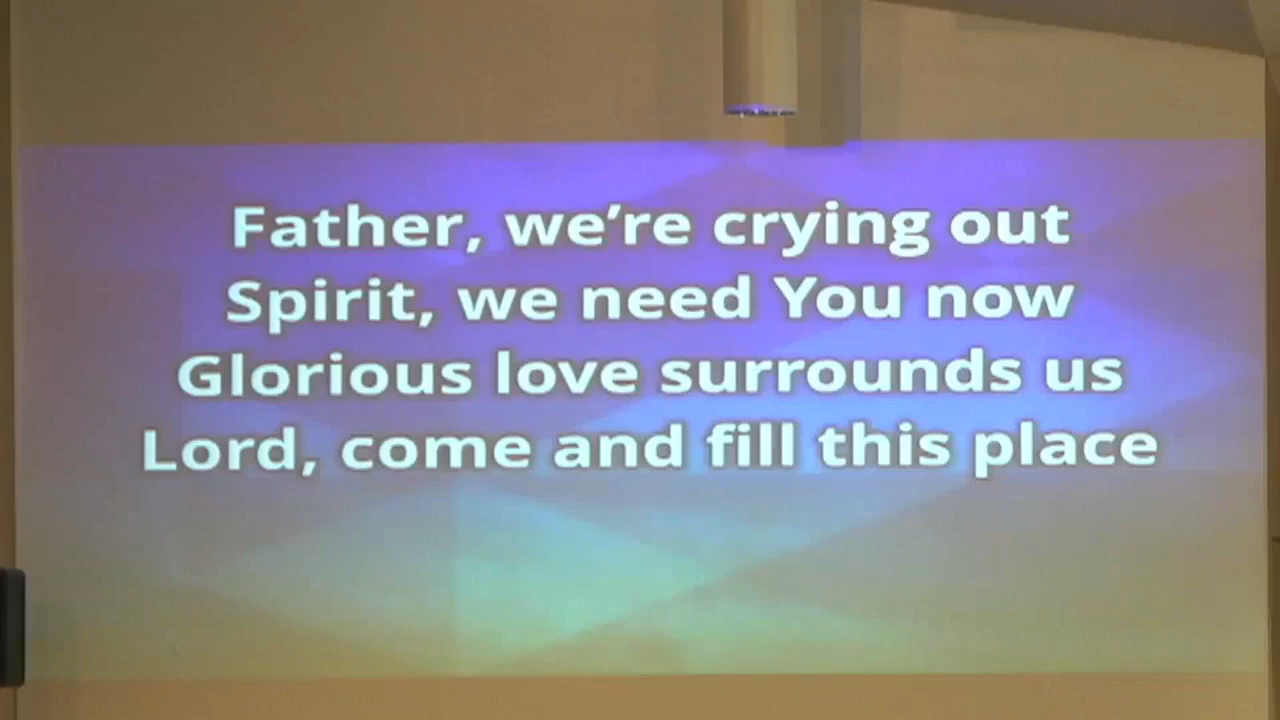 Father, we’re crying out
Spirit, we need You now
Glorious love surrounds us
Lord, come and fill this place